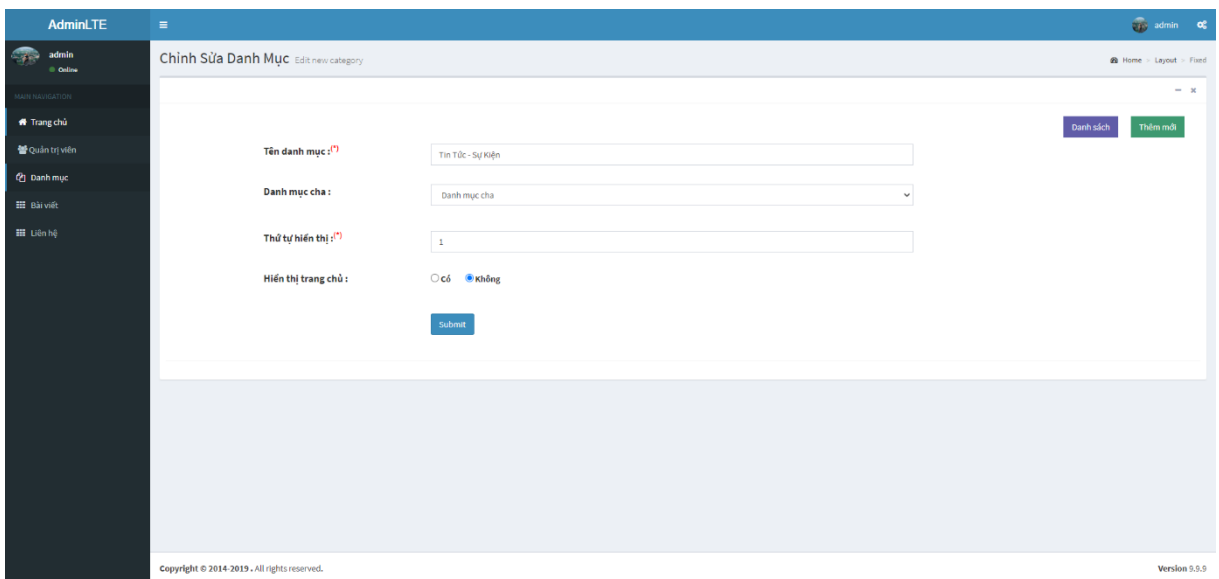 AdminLTE
admin
admin
Online
Chỉnh Sửa Danh Mục Edit new category
Home > Layout > Fixed
MAIN NAVIGATION
Trang chủ
Quản trị viên
Danh mục
Bài viết
Liên hệ
Danh sách
Thêm mới
Tên danh mục :(*)
Tin Tức - Sự Kiện
Danh mục cha :
Danh mục cha
Thứ tự hiển thị :(*)
1
Hiển thị trang chủ :
Có
Không
Submit
Copyright © 2014-2019 . All rights reserved.
Version 9.9.9